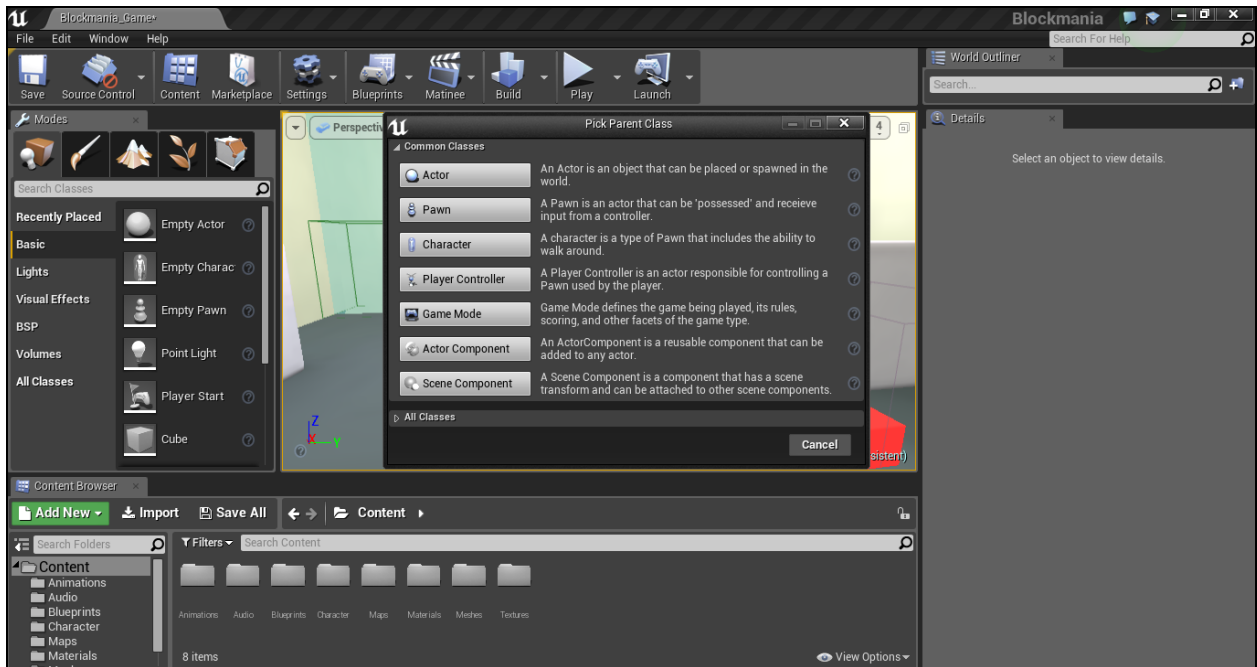 Blockmania_Game*
Blockmania
File Edit Window Help
Search For Help
Save
Source Control
Content
Marketplace
Settings
Blueprints
Matinee
Build
Play
Launch
World Outliner
Search...
Modes
Search Classes
Recently Placed
Basic
Lights
Visual Effects
BSP
Volumes
All Classes
Empty Actor
Empty Charac
Empty Pawn
Point Light
Player Start
Cube
Perspectiv
4
Pick Parent Class
Common Classes
Actor
An Actor is an object that can be placed or spawned in the
world.
Pawn
A Pawn is an actor that can be 'possessed' and receieve
input from a controller.
Character
A character is a type of Pawn that includes the ability to
walk around.
Player Controller
A Player Controller is an actor responsible for controlling a
Pawn used by the player.
Game Mode
Game Mode defines the game being played, its rules,
scoring, and other facets of the game type.
Actor Component
An ActorComponent is a reusable component that can be
added to any actor.
Scene Component
A Scene Component is a component that has a scene
transform and can be attached to other scene components.
All Classes
Cancel
sistent)
Z
X
Y
Details
Select an object to view details.
Content Browser
Add New
Import
Save All
Content
Search Folders
Filters
Search Content
Content
Animations
Audio
Blueprints
Character
Maps
Materials
Animations
Audio
Blueprints
Character
Maps
Materials
Meshes
Textures
8 items
View Options